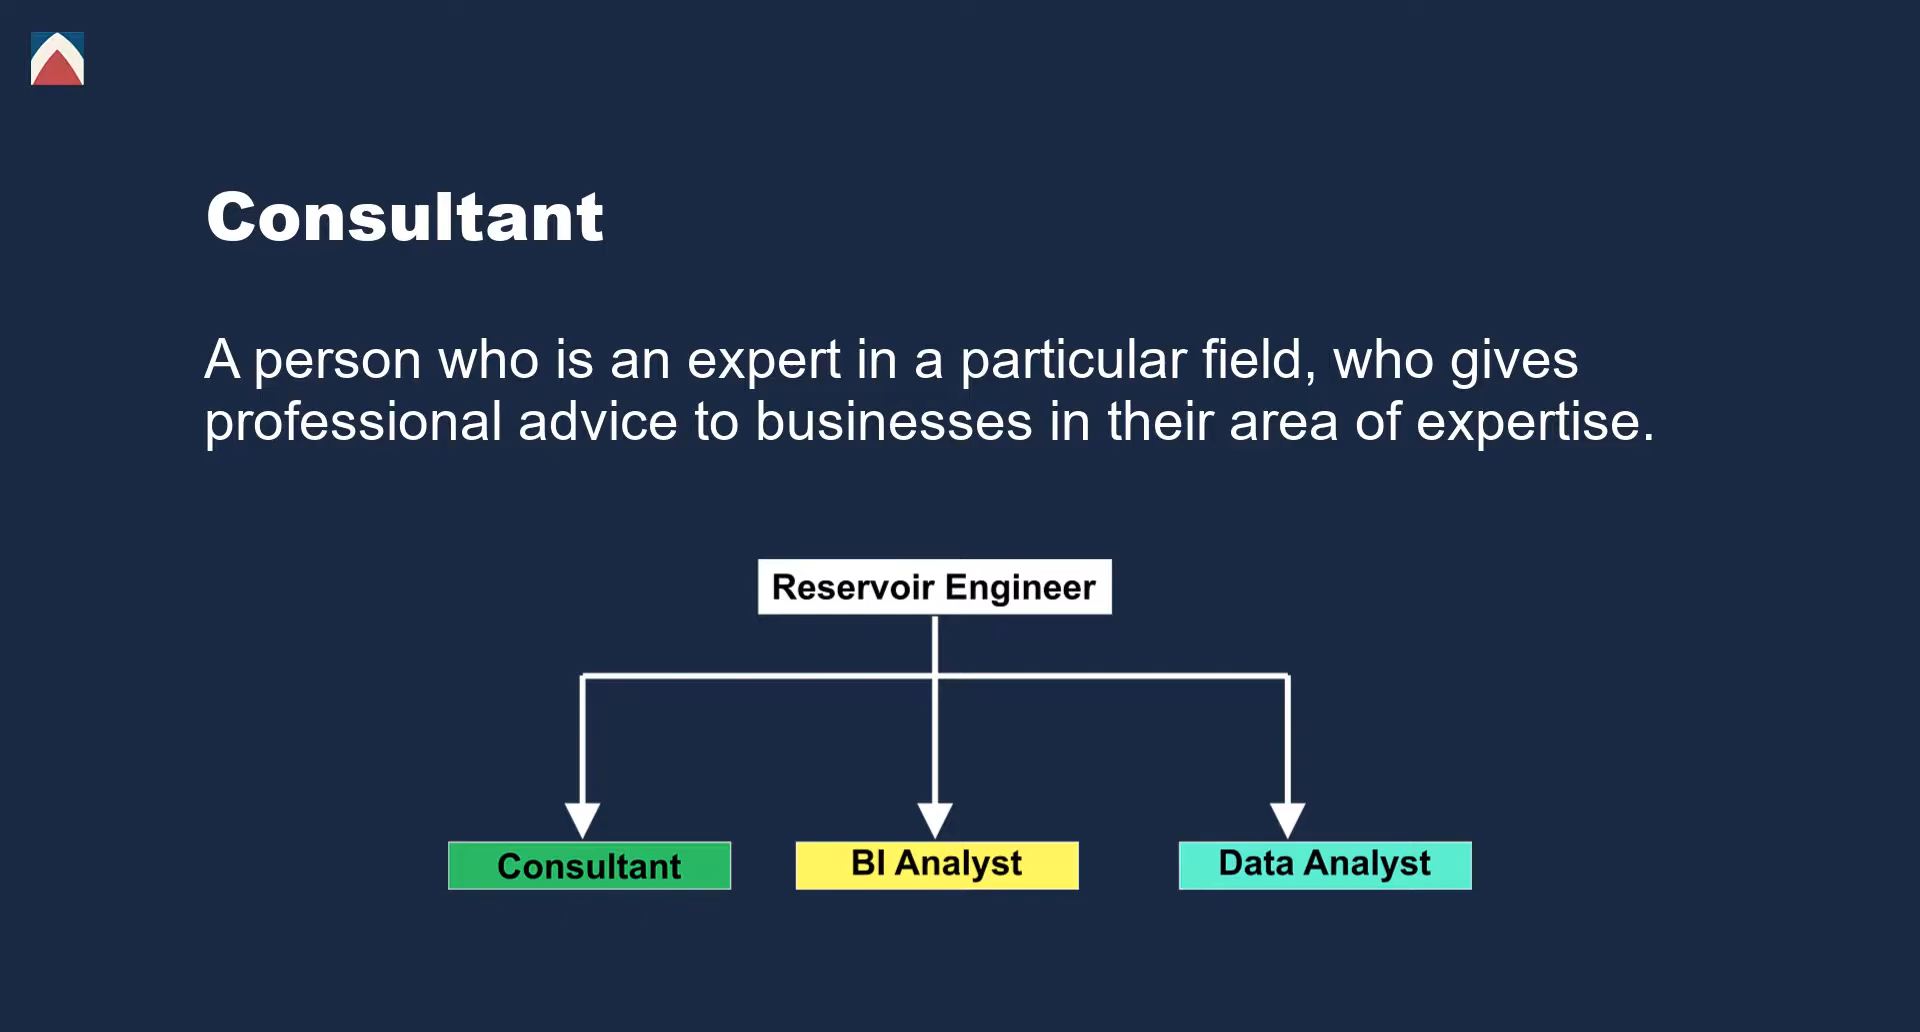 Consultant
A person who is an expert in a particular field, who gives
professional advice to businesses in their area of expertise.
Reservoir Engineer
Consultant
BI Analyst
Data Analyst